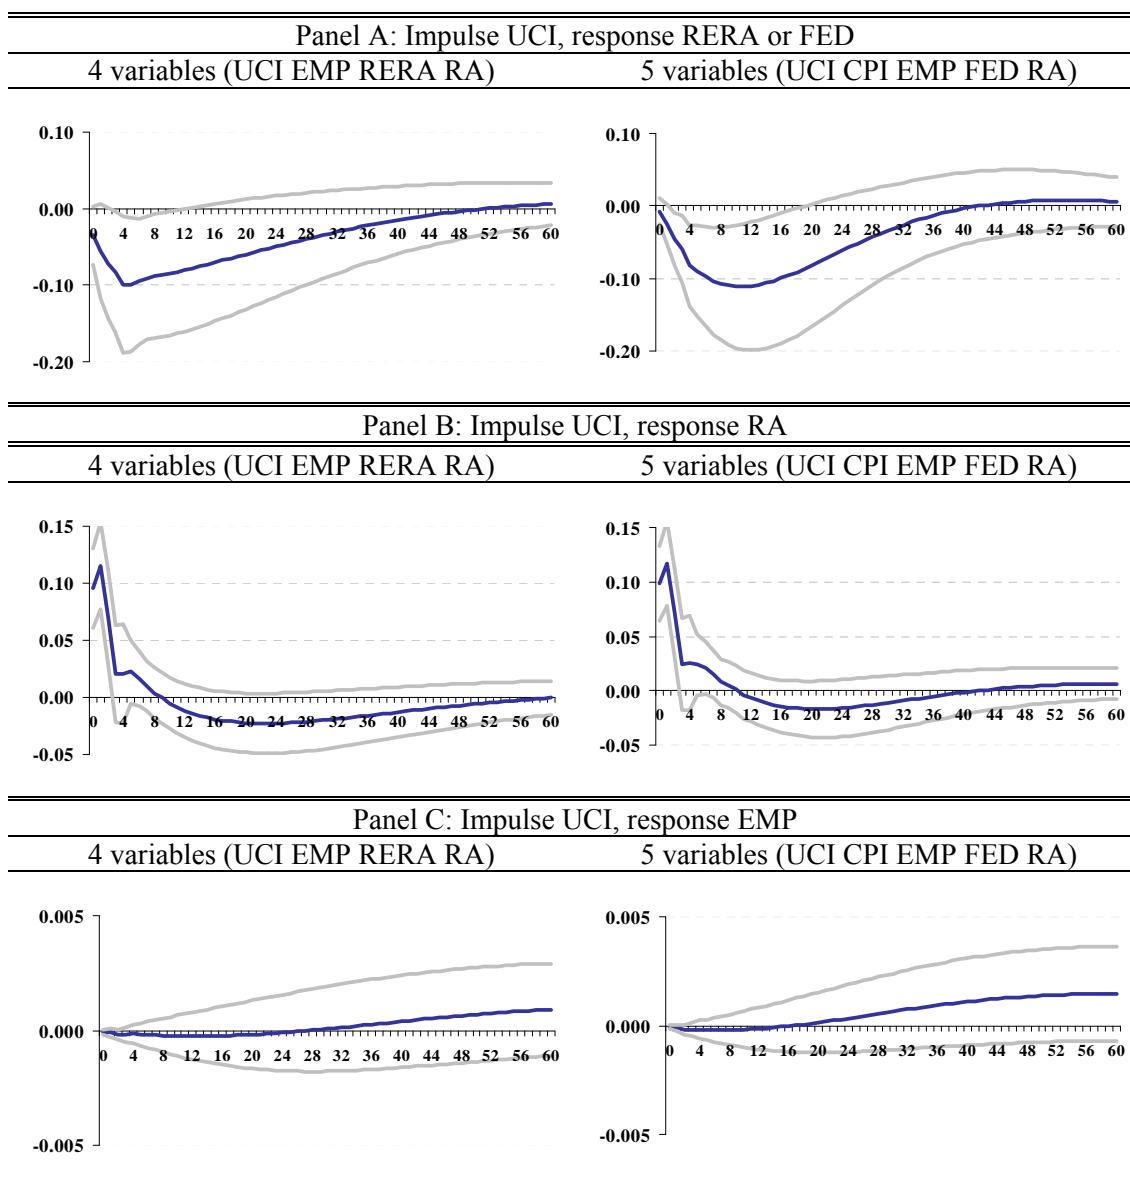 Panel A: Impulse UCI, response RERA or FED
4 variables (UCI EMP RERA RA) 5 variables (UCI CPI EMP FED RA)
0.10
0.00
-0.10
-0.20
0 4 8 12 16 20 24 28 32 36 40 44 48 52 56 60
0.10
0.00
-0.10
-0.20
0 4 8 12 16 20 24 28 32 36 40 44 48 52 56 60
Panel B: Impulse UCI, response RA
4 variables (UCI EMP RERA RA) 5 variables (UCI CPI EMP FED RA)
0.15
0.10
0.05
0.00
-0.05
0 4 8 12 16 20 24 28 32 36 40 44 48 52 56 60
0.15
0.10
0.05
0.00
-0.05
0 4 8 12 16 20 24 28 32 36 40 44 48 52 56 60
Panel C: Impulse UCI, response EMP
4 variables (UCI EMP RERA RA) 5 variables (UCI CPI EMP FED RA)
0.005
0.000
-0.005
0 4 8 12 16 20 24 28 32 36 40 44 48 52 56 60
0.005
0.000
-0.005
0 4 8 12 16 20 24 28 32 36 40 44 48 52 56 60